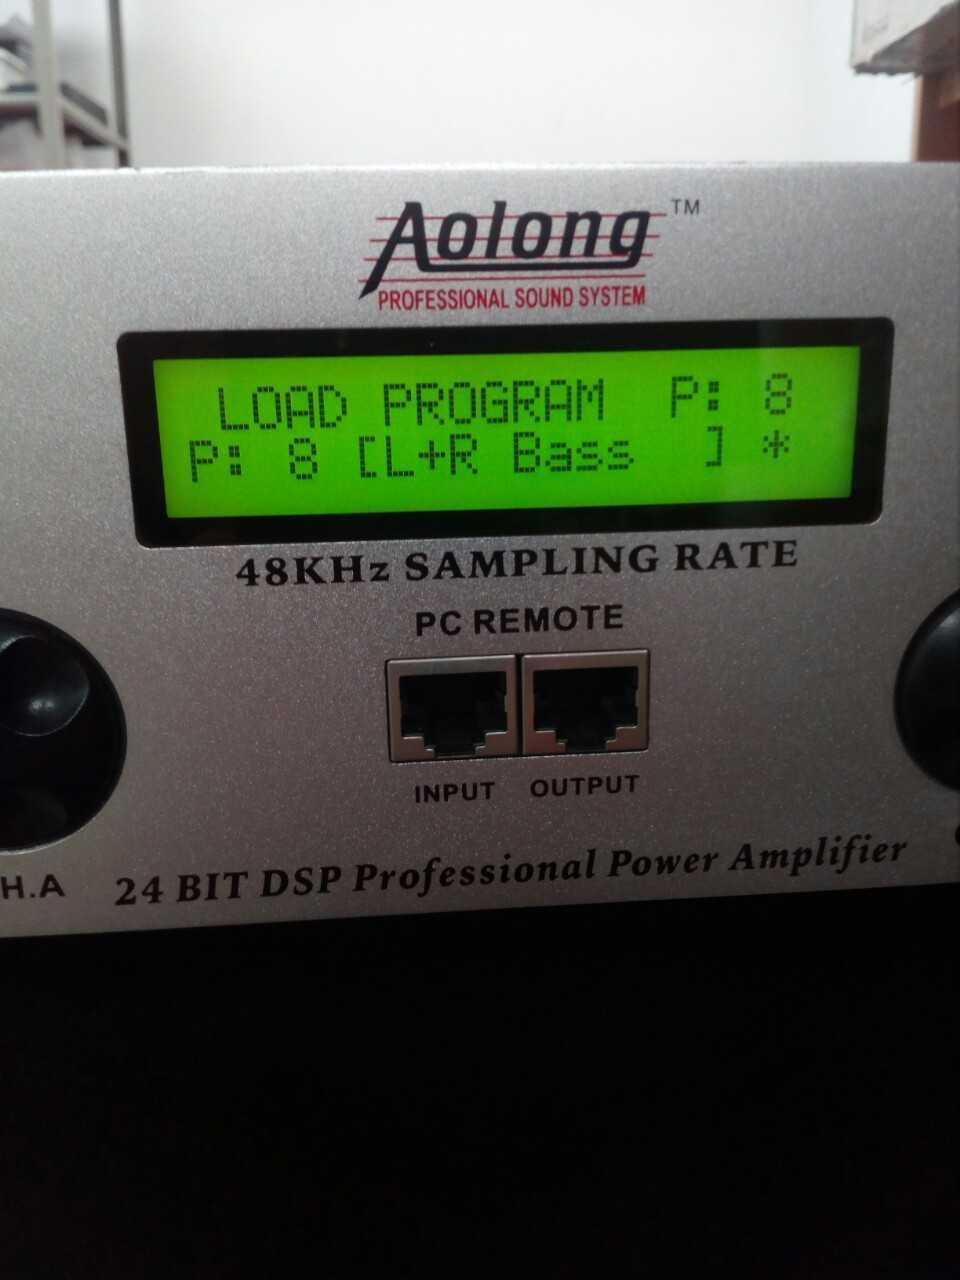 Aolong TM
PROFESSIONAL SOUND SYSTEM
LOAD PROGRAM P: 8
P: 8 [L+R Bass ] *
48KHz SAMPLING RATE
PC REMOTE
INPUT OUTPUT
H.A
24 BIT DSP Professional Power Amplifier